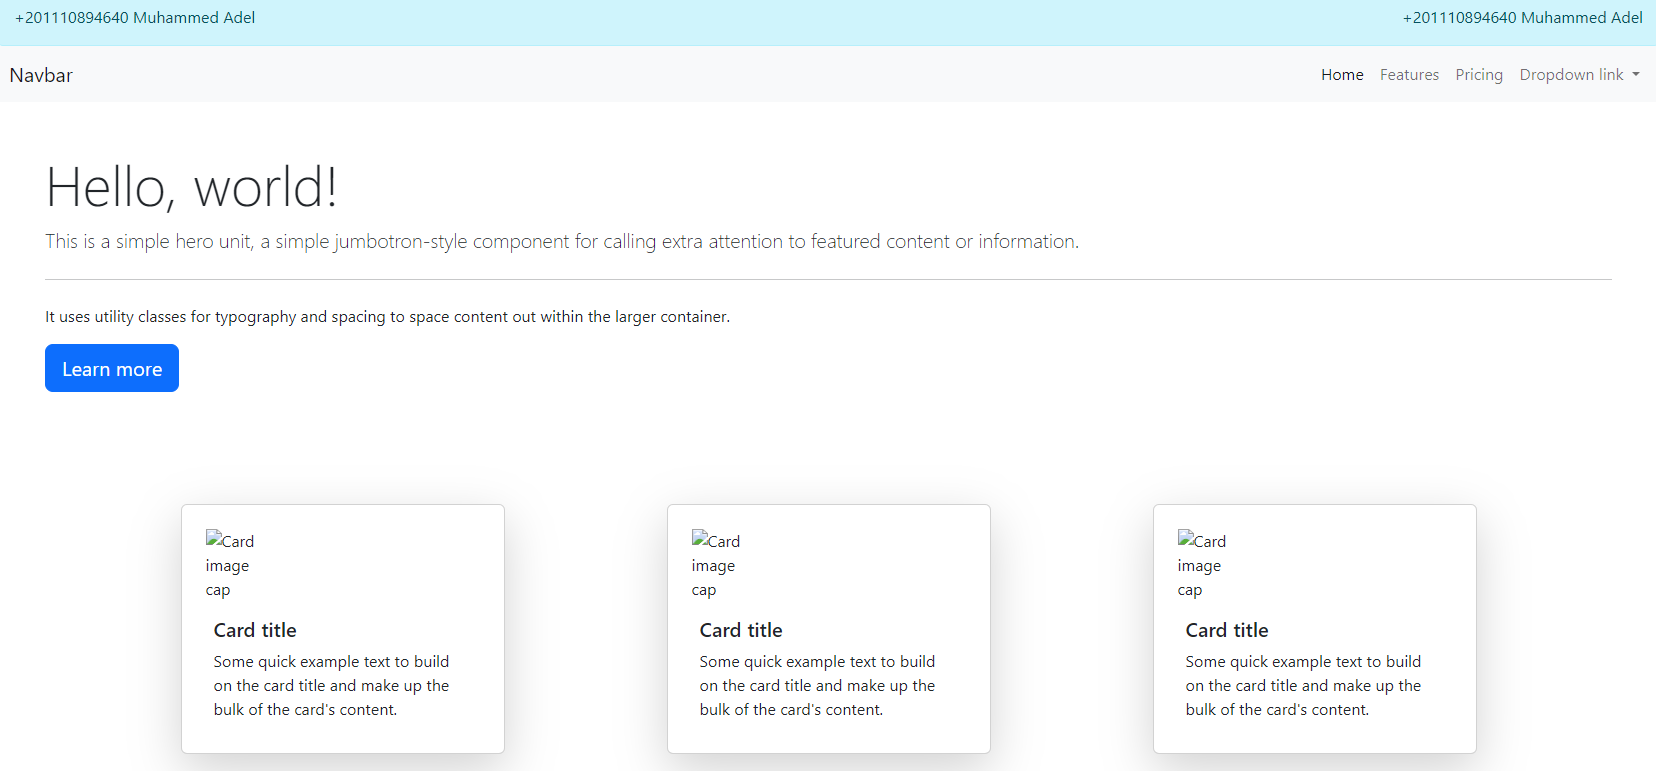 +201110894640 Muhammed Adel +201110894640 Muhammed Adel
Navbar Home Features Pricing Dropdown link
Hello, world!
This is a simple hero unit, a simple jumbotron-style component for calling extra attention to featured content or information.
It uses utility classes for typography and spacing to space content out within the larger container.
Learn more
Card
image
cap
Card title
Some quick example text to build
on the card title and make up the
bulk of the card's content.
Card
image
cap
Card title
Some quick example text to build
on the card title and make up the
bulk of the card's content.
Card
image
cap
Card title
Some quick example text to build
on the card title and make up the
bulk of the card's content.